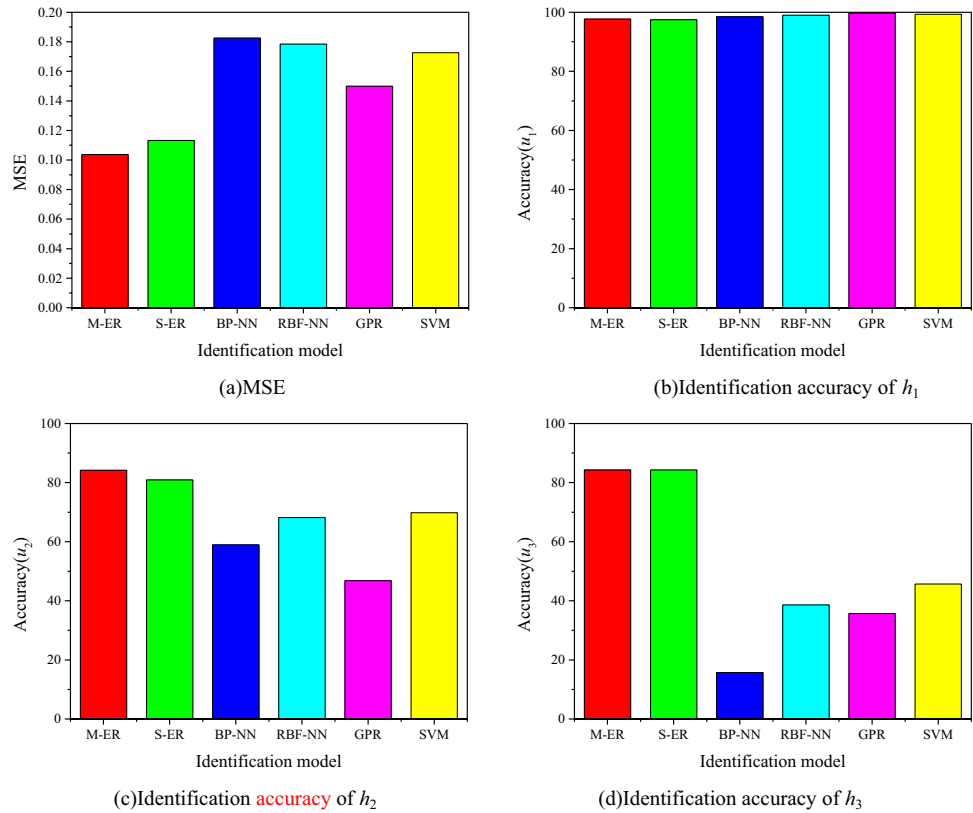 0.20
0.18
0.16
0.14
0.12
0.10
0.08
0.06
0.04
0.02
0.00
MSE
M-ER S-ER BP-NN RBF-NN GPR SVM
Identification model
(a)MSE
100
80
60
40
20
0
Accuracy(u₁)
M-ER S-ER BP-NN RBF-NN GPR SVM
Identification model
(b)Identification accuracy of h₁
100
80
60
40
20
0
Accuracy(u₂)
M-ER S-ER BP-NN RBF-NN GPR SVM
Identification model
(c)Identification accuracy of h₂
100
80
60
40
20
0
Accuracy(u₃)
M-ER S-ER BP-NN RBF-NN GPR SVM
Identification model
(d)Identification accuracy of h₃